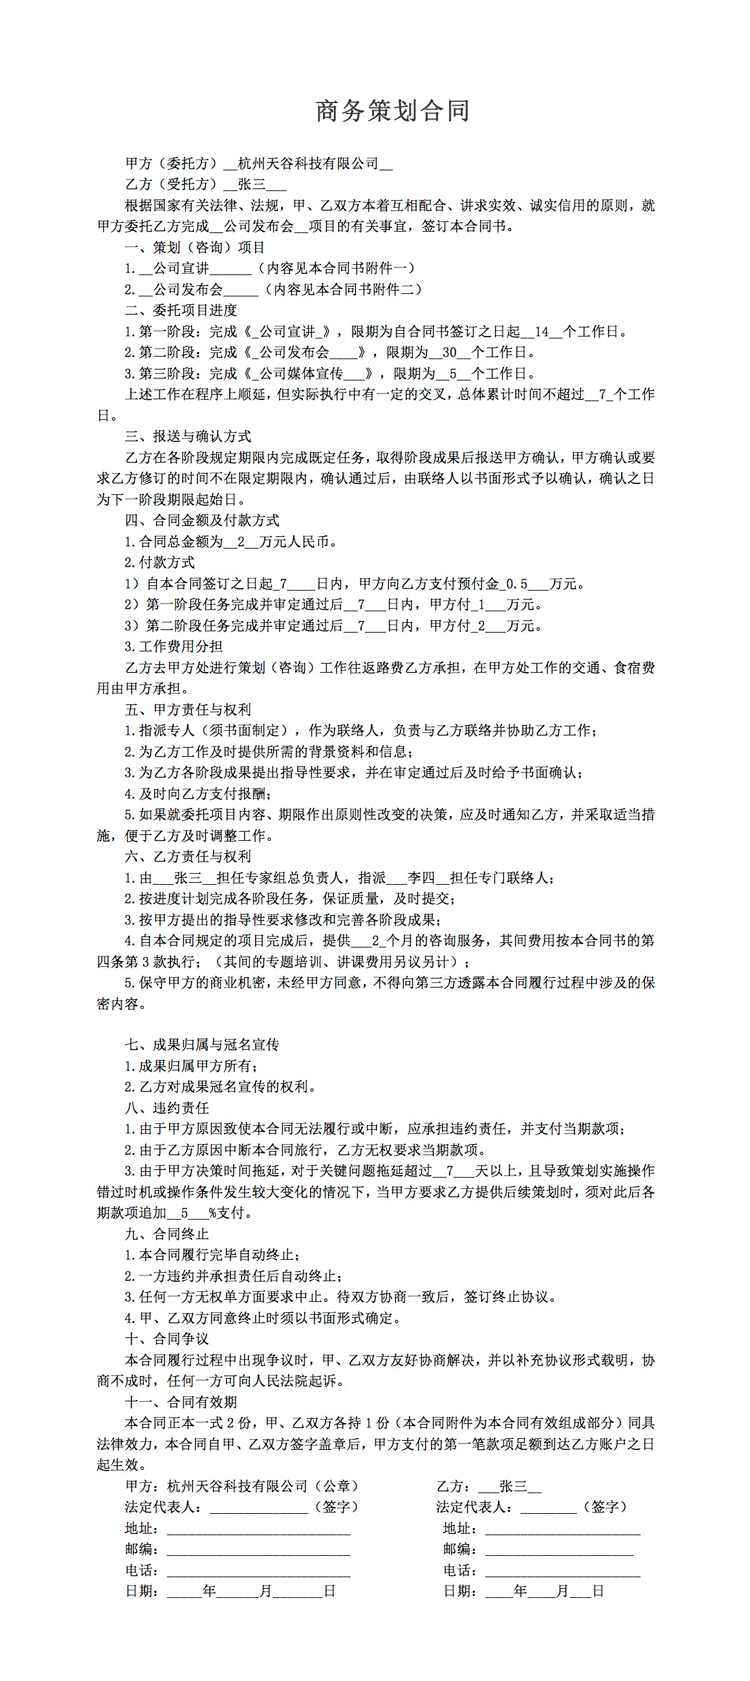 商务策划合同
甲方（委托方）__杭州天谷科技有限公司__
乙方（受托方）__张三___
根据国家有关法律、法规，甲、乙双方本着互相配合、讲求实效、诚实信用的原则，就
甲方委托乙方完成__公司发布会__项目的有关事宜，签订本合同书。
一、策划（咨询）项目
1.__公司宣讲______（内容见本合同书附件一）
2.__公司发布会_____（内容见本合同书附件二）
二、委托项目进度
1.第一阶段：完成《_公司宣讲_》，限期为自合同书签订之日起__14__个工作日。
2.第二阶段：完成《_公司发布会____》，限期为__30__个工作日。
3.第三阶段：完成《_公司媒体宣传___》，限期为__5__个工作日。
上述工作在程序上顺延，但实际执行中有一定的交叉，总体累计时间不超过__7_个工作
日。
三、报送与确认方式
乙方在各阶段规定期限内完成既定任务，取得阶段成果后报送甲方确认，甲方确认或要
求乙方修订的时间不在限定期限内，确认通过后，由联络人以书面形式予以确认，确认之日
为下一阶段期限起始日。
四、合同金额及付款方式
1.合同总金额为__2__万元人民币。
2.付款方式
1）自本合同签订之日起_7____日内，甲方向乙方支付预付金_0.5___万元。
2）第一阶段任务完成并审定通过后__7___日内，甲方付_1___万元。
3）第二阶段任务完成并审定通过后__7___日内，甲方付_2___万元。
3.工作费用分担
乙方去甲方处进行策划（咨询）工作往返路费乙方承担，在甲方处工作的交通、食宿费
用由甲方承担。
五、甲方责任与权利
1.指派专人（须书面制定），作为联络人，负责与乙方联络并协助乙方工作；
2.为乙方工作及时提供所需的背景资料和信息；
3.为乙方各阶段成果提出指导性要求，并在审定通过后及时给予书面确认；
4.及时向乙方支付报酬；
5.如果就委托项目内容、期限作出原则性改变的决策，应及时通知乙方，并采取适当措
施，便于乙方及时调整工作。
六、乙方责任与权利
1.由___张三__担任专家组总负责人，指派___李四__担任专门联络人；
2.按进度计划完成各阶段任务，保证质量，及时提交；
3.按甲方提出的指导性要求修改和完善各阶段成果；
4.自本合同规定的项目完成后，提供___2_个月的咨询服务，其间费用按本合同书的第
四条第3款执行；（其间的专题培训、讲课费用另议另计）；
5.保守甲方的商业机密，未经甲方同意，不得向第三方透露本合同履行过程中涉及的保
密内容。
七、成果归属与冠名宣传
1.成果归属甲方所有；
2.乙方对成果冠名宣传的权利。
八、违约责任
1.由于甲方原因致使本合同无法履行或中断，应承担违约责任，并支付当期款项；
2.由于乙方原因中断本合同旅行，乙方无权要求当期款项。
3.由于甲方决策时间拖延，对于关键问题拖延超过__7___天以上，且导致策划实施操作
错过时机或操作条件发生较大变化的情况下，当甲方要求乙方提供后续策划时，须对此后各
期款项追加__5___%支付。
九、合同终止
1.本合同履行完毕自动终止；
2.一方违约并承担责任后自动终止；
3.任何一方无权单方面要求中止。待双方协商一致后，签订终止协议。
4.甲、乙双方同意终止时须以书面形式确定。
十、合同争议
本合同履行过程中出现争议时，甲、乙双方友好协商解决，并以补充协议形式载明，协
商不成时，任何一方可向人民法院起诉。
十一、合同有效期
本合同正本一式2份，甲、乙双方各持1份（本合同附件为本合同有效组成部分）同具
法律效力，本合同自甲、乙双方签字盖章后，甲方支付的第一笔款项足额到达乙方账户之日
起生效。
甲方：杭州天谷科技有限公司（公章） 乙方：___张三__
法定代表人：______________（签字） 法定代表人：________（签字）
地址：__________________________ 地址：______________________
邮编：__________________________ 邮编：_____________________
电话：__________________________ 电话：______________________
日期：_____年______月_______日 日期：____年____月___日